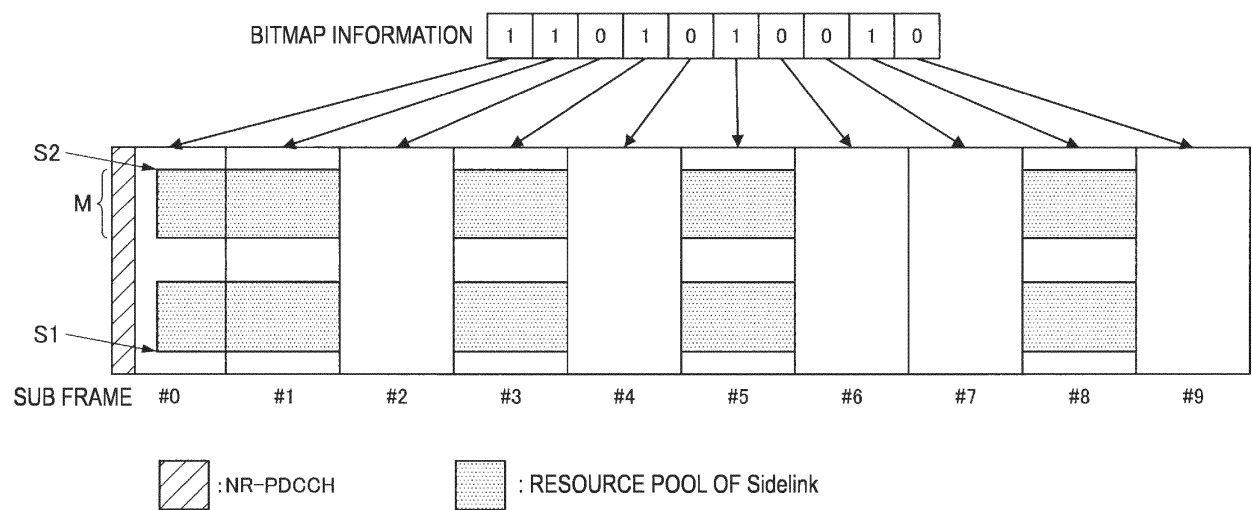 BITMAP INFORMATION 1 1 0 1 0 1 0 0 1 0
S2
M
S1
SUB FRAME #0 #1 #2 #3 #4 #5 #6 #7 #8 #9
:NR-PDCCH : RESOURCE POOL OF Sidelink